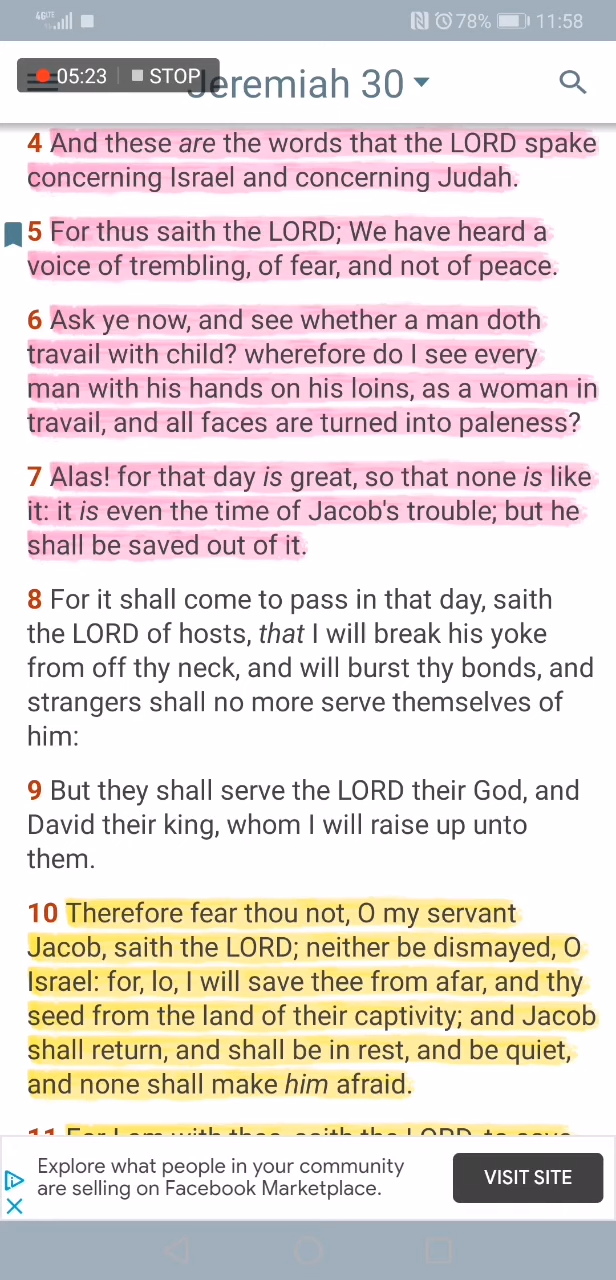 4G LTE
78%
11:58
05:23
STOP
Jeremiah 30
4 And these are the words that the LORD spake
concerning Israel and concerning Judah.
5 For thus saith the LORD; We have heard a
voice of trembling, of fear, and not of peace.
6 Ask ye now, and see whether a man doth
travail with child? wherefore do I see every
man with his hands on his loins, as a woman in
travail, and all faces are turned into paleness?
7 Alas! for that day is great, so that none is like
it: it is even the time of Jacob's trouble; but he
shall be saved out of it.
8 For it shall come to pass in that day, saith
the LORD of hosts, that I will break his yoke
from off thy neck, and will burst thy bonds, and
strangers shall no more serve themselves of
him:
9 But they shall serve the LORD their God, and
David their king, whom I will raise up unto
them.
10 Therefore fear thou not, O my servant
Jacob, saith the LORD; neither be dismayed, O
Israel: for, lo, I will save thee from afar, and thy
seed from the land of their captivity; and Jacob
shall return, and shall be in rest, and be quiet,
and none shall make him afraid.
11 For I am with thee, saith the LORD, to save
Explore what people in your community
are selling on Facebook Marketplace.
VISIT SITE